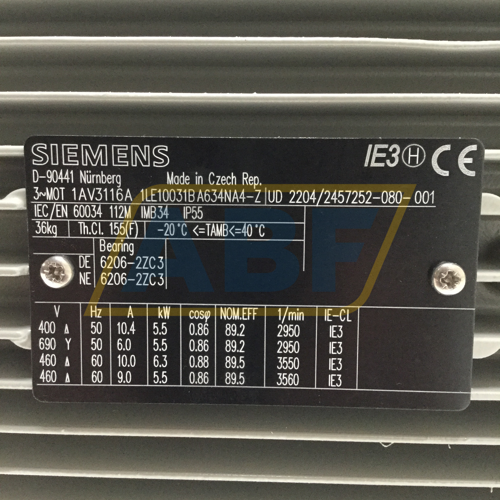 SIEMENS IE3 H CE
D-90441 Nürnberg Made in Czech Rep.
3~MOT 1AV3116A 1LE10031BA634NA4-Z UD 2204/2457252-080-001
IEC/EN 60034 112M IMB34 IP55
36kg Th.Cl. 155(F) -20°C <=TAMB<=40°C
Bearing
DE 6206-2ZC3
NE 6206-2ZC3
V Hz A kW cosφ NOM.EFF 1/min IE-CL
400 Δ 50 10.4 5.5 0.86 89.2 2950 IE3
690 Y 50 6.0 5.5 0.86 89.2 2950 IE3
460 Δ 60 10.0 6.3 0.88 89.5 3550 IE3
460 Δ 60 9.0 5.5 0.86 89.5 3560 IE3
ABF